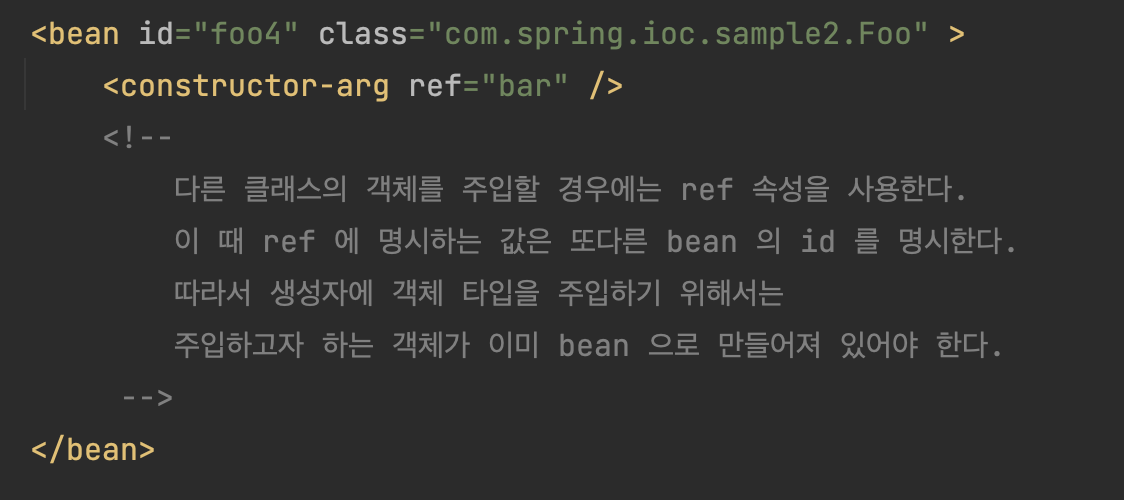 <bean id="foo4" class="com.spring.ioc.sample2.Foo" >
<constructor-arg ref="bar" />
<!--
다른 클래스의 객체를 주입할 경우에는 ref 속성을 사용한다.
이 때 ref 에 명시하는 값은 또다른 bean 의 id 를 명시한다.
따라서 생성자에 객체 타입을 주입하기 위해서는
주입하고자 하는 객체가 이미 bean 으로 만들어져 있어야 한다.
-->
</bean>